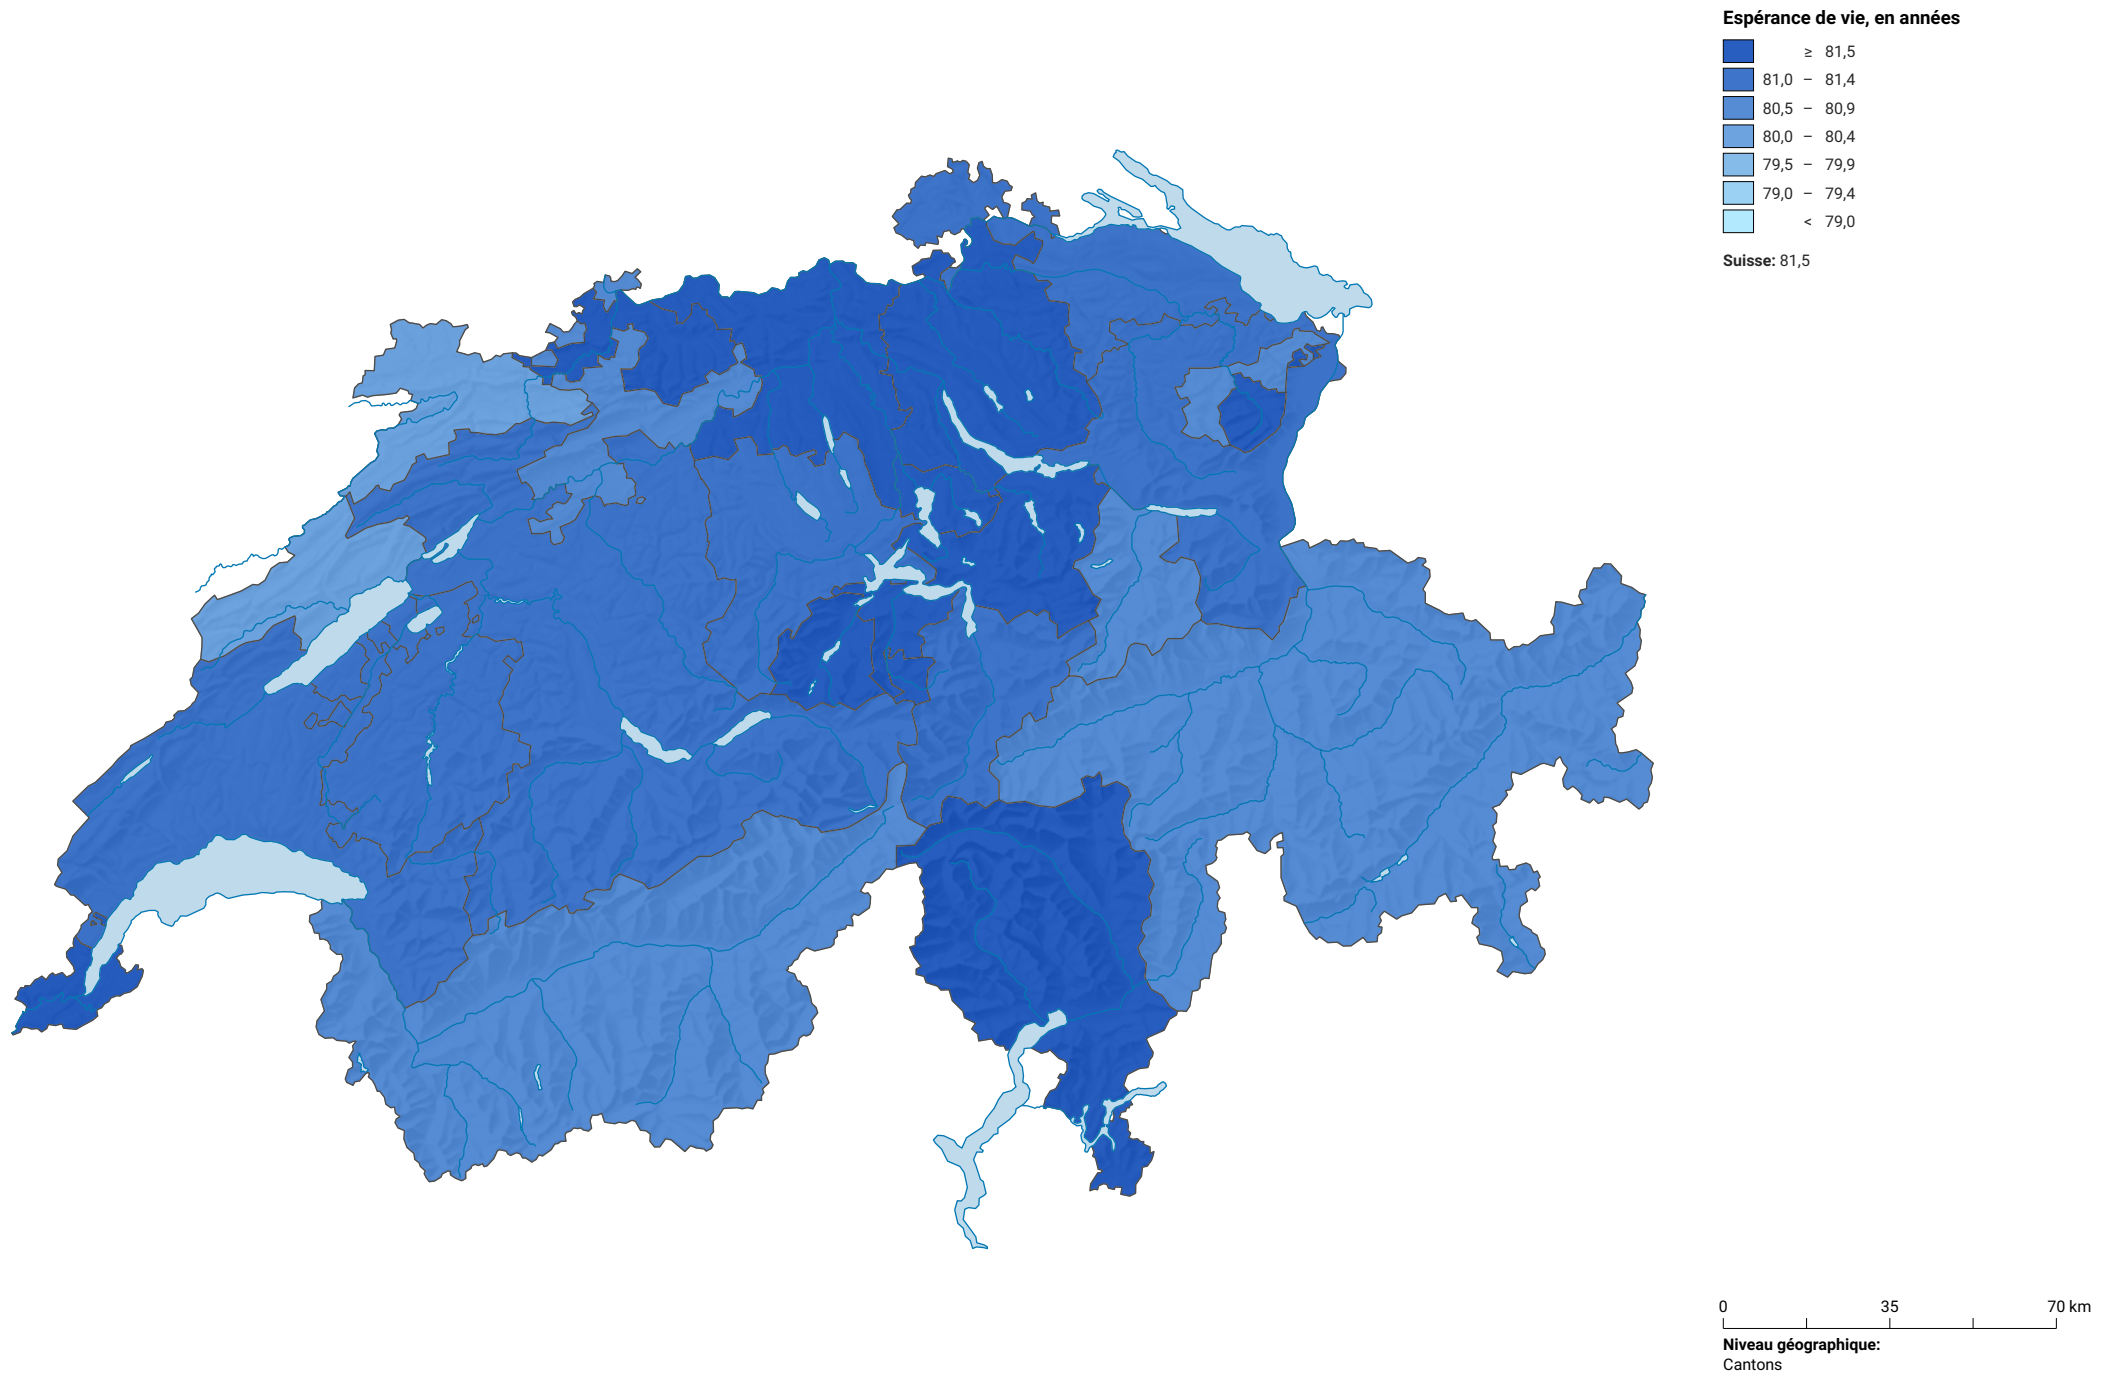 Espérance de vie, en années
≥ 81,5
81,0 – 81,4
80,5 – 80,9
80,0 – 80,4
79,5 – 79,9
79,0 – 79,4
< 79,0
Suisse: 81,5
0 35 70 km
Niveau géographique:
Cantons